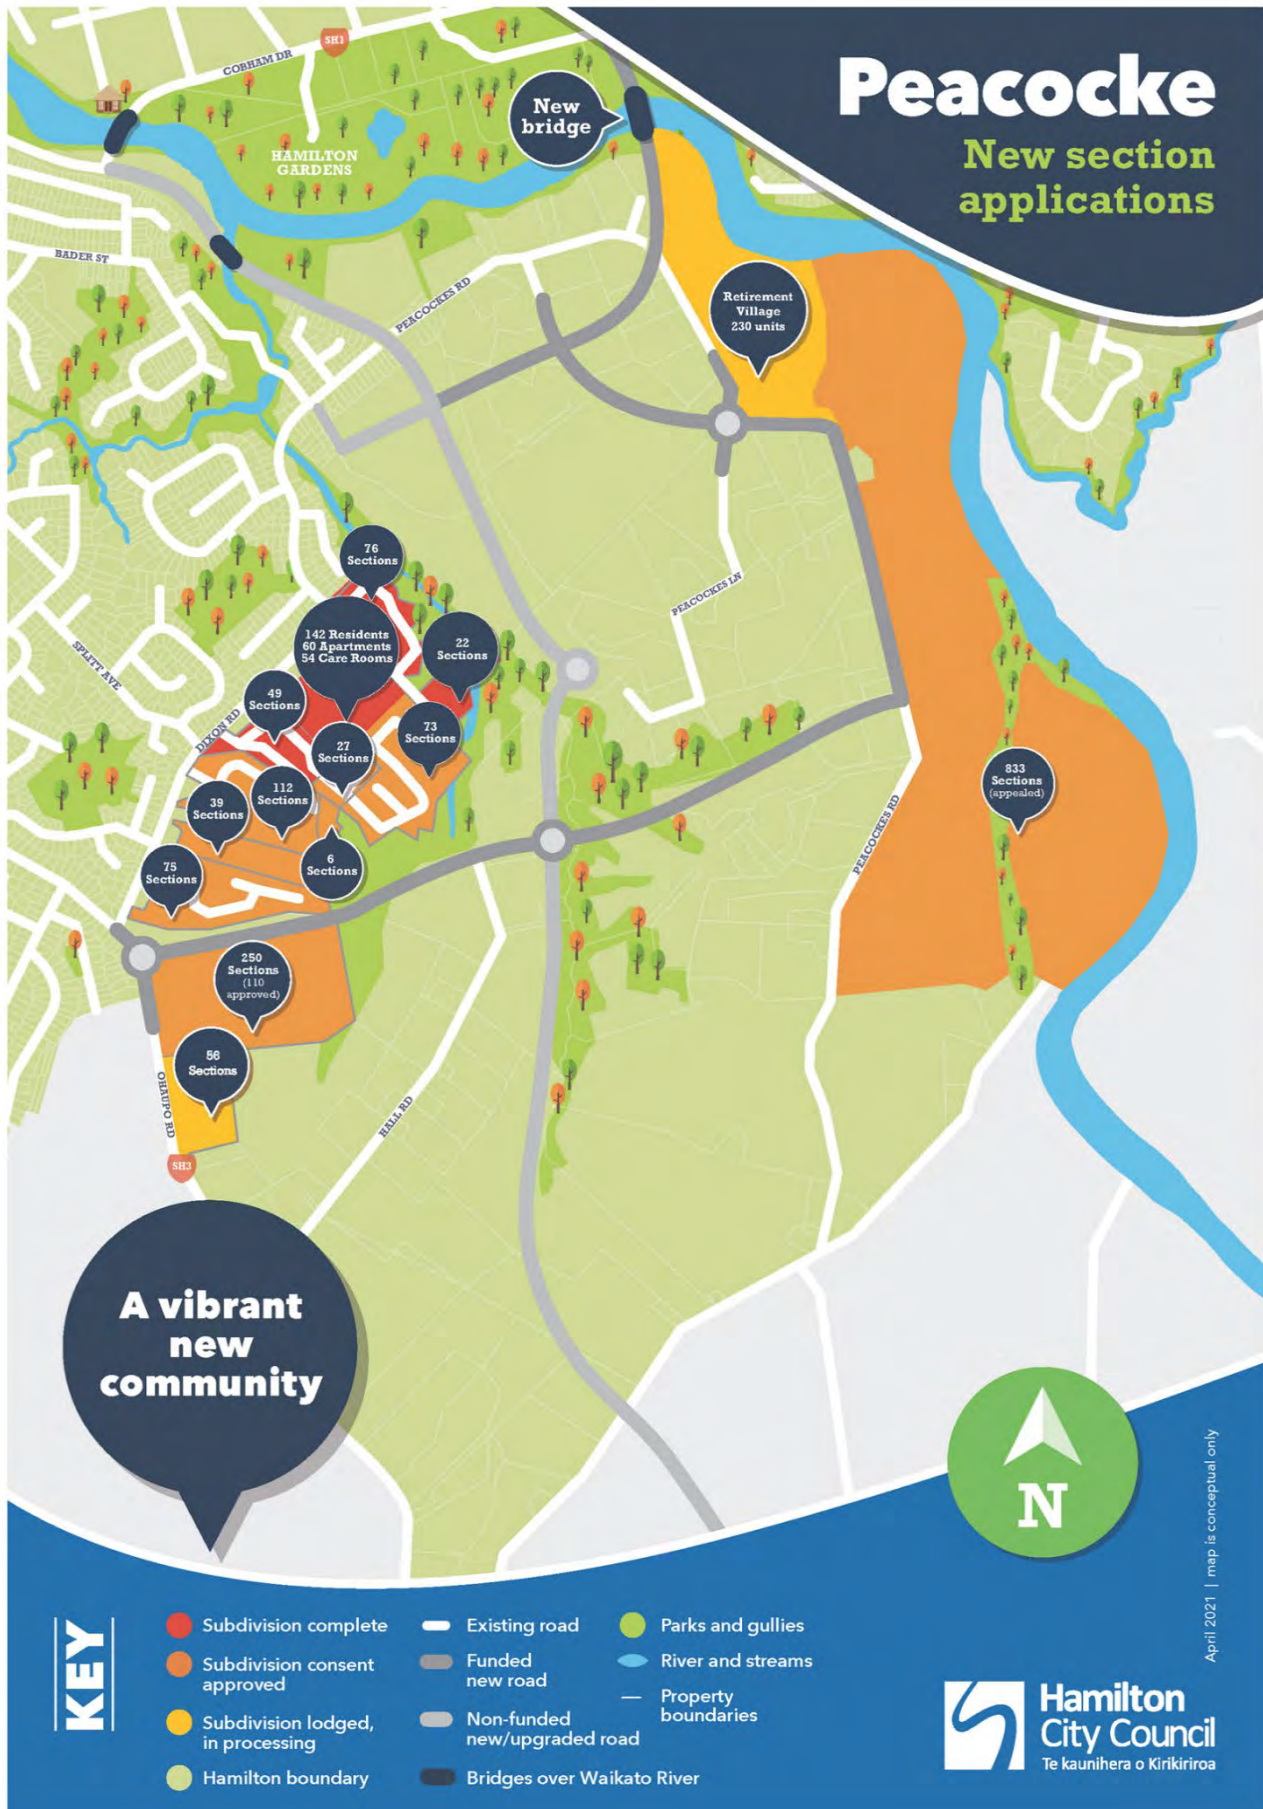 Peacocke
New section
applications
SH1
COBHAM DR
New
bridge
HAMILTON
GARDENS
BADER ST
PEACOCKES RD
Retirement
Village
230 units
76
Sections
PEACOCKES LN
142 Residents
60 Apartments
54 Care Rooms
22
Sections
SPLITT AVE
49
Sections
DIXON RD
27
Sections
73
Sections
833
Sections
(appealed)
39
Sections
112
Sections
PEACOCKES RD
75
Sections
6
Sections
250
Sections
(110
approved)
56
Sections
OHAUPO RD
HALL RD
SH3
A vibrant
new
community
N
April 2021 | map is conceptual only
KEY
Subdivision complete
Subdivision consent
approved
Subdivision lodged,
in processing
Hamilton boundary
Existing road
Funded
new road
Non-funded
new/upgraded road
Bridges over Waikato River
Parks and gullies
River and streams
Property
boundaries
Hamilton
City Council
Te kaunihera o Kirikiriroa